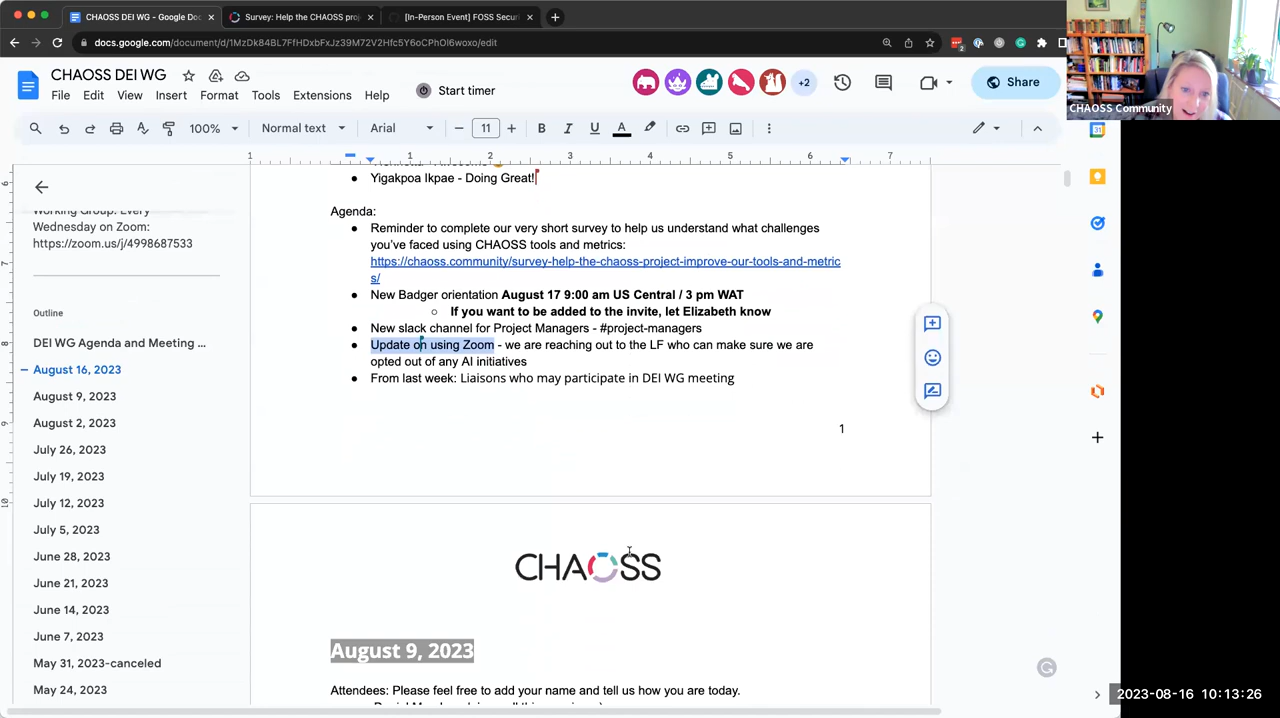 CHAOSS DEI WG - Google Doc
Survey: Help the CHAOSS proj
[In-Person Event] FOSS Secur
docs.google.com/document/d/1MzDk84BL7FfHDxbFxJz39M72V2Hfc5Y6oCPhOl6woxo/edit
CHAOSS DEI WG
File Edit View Insert Format Tools Extensions Help
Start timer
+2
Share
CHAOSS Community
100%
Normal text
Arial
11
1 1 2 3 4 5 6 7
Working Group: Every
Wednesday on Zoom:
https://zoom.us/j/4998687533
Outline
DEI WG Agenda and Meeting ...
August 16, 2023
August 9, 2023
August 2, 2023
July 26, 2023
July 19, 2023
July 12, 2023
July 5, 2023
June 28, 2023
June 21, 2023
June 14, 2023
June 7, 2023
May 31, 2023-canceled
May 24, 2023
Yigakpoa Ikpae - Doing Great!
Agenda:
Reminder to complete our very short survey to help us understand what challenges
you've faced using CHAOSS tools and metrics:
https://chaoss.community/survey-help-the-chaoss-project-improve-our-tools-and-metric
s/
New Badger orientation August 17 9:00 am US Central / 3 pm WAT
If you want to be added to the invite, let Elizabeth know
New slack channel for Project Managers - #project-managers
Update on using Zoom - we are reaching out to the LF who can make sure we are
opted out of any AI initiatives
From last week: Liaisons who may participate in DEI WG meeting
1
CHAOSS
August 9, 2023
Attendees: Please feel free to add your name and tell us how you are today.
2023-08-16 10:13:26